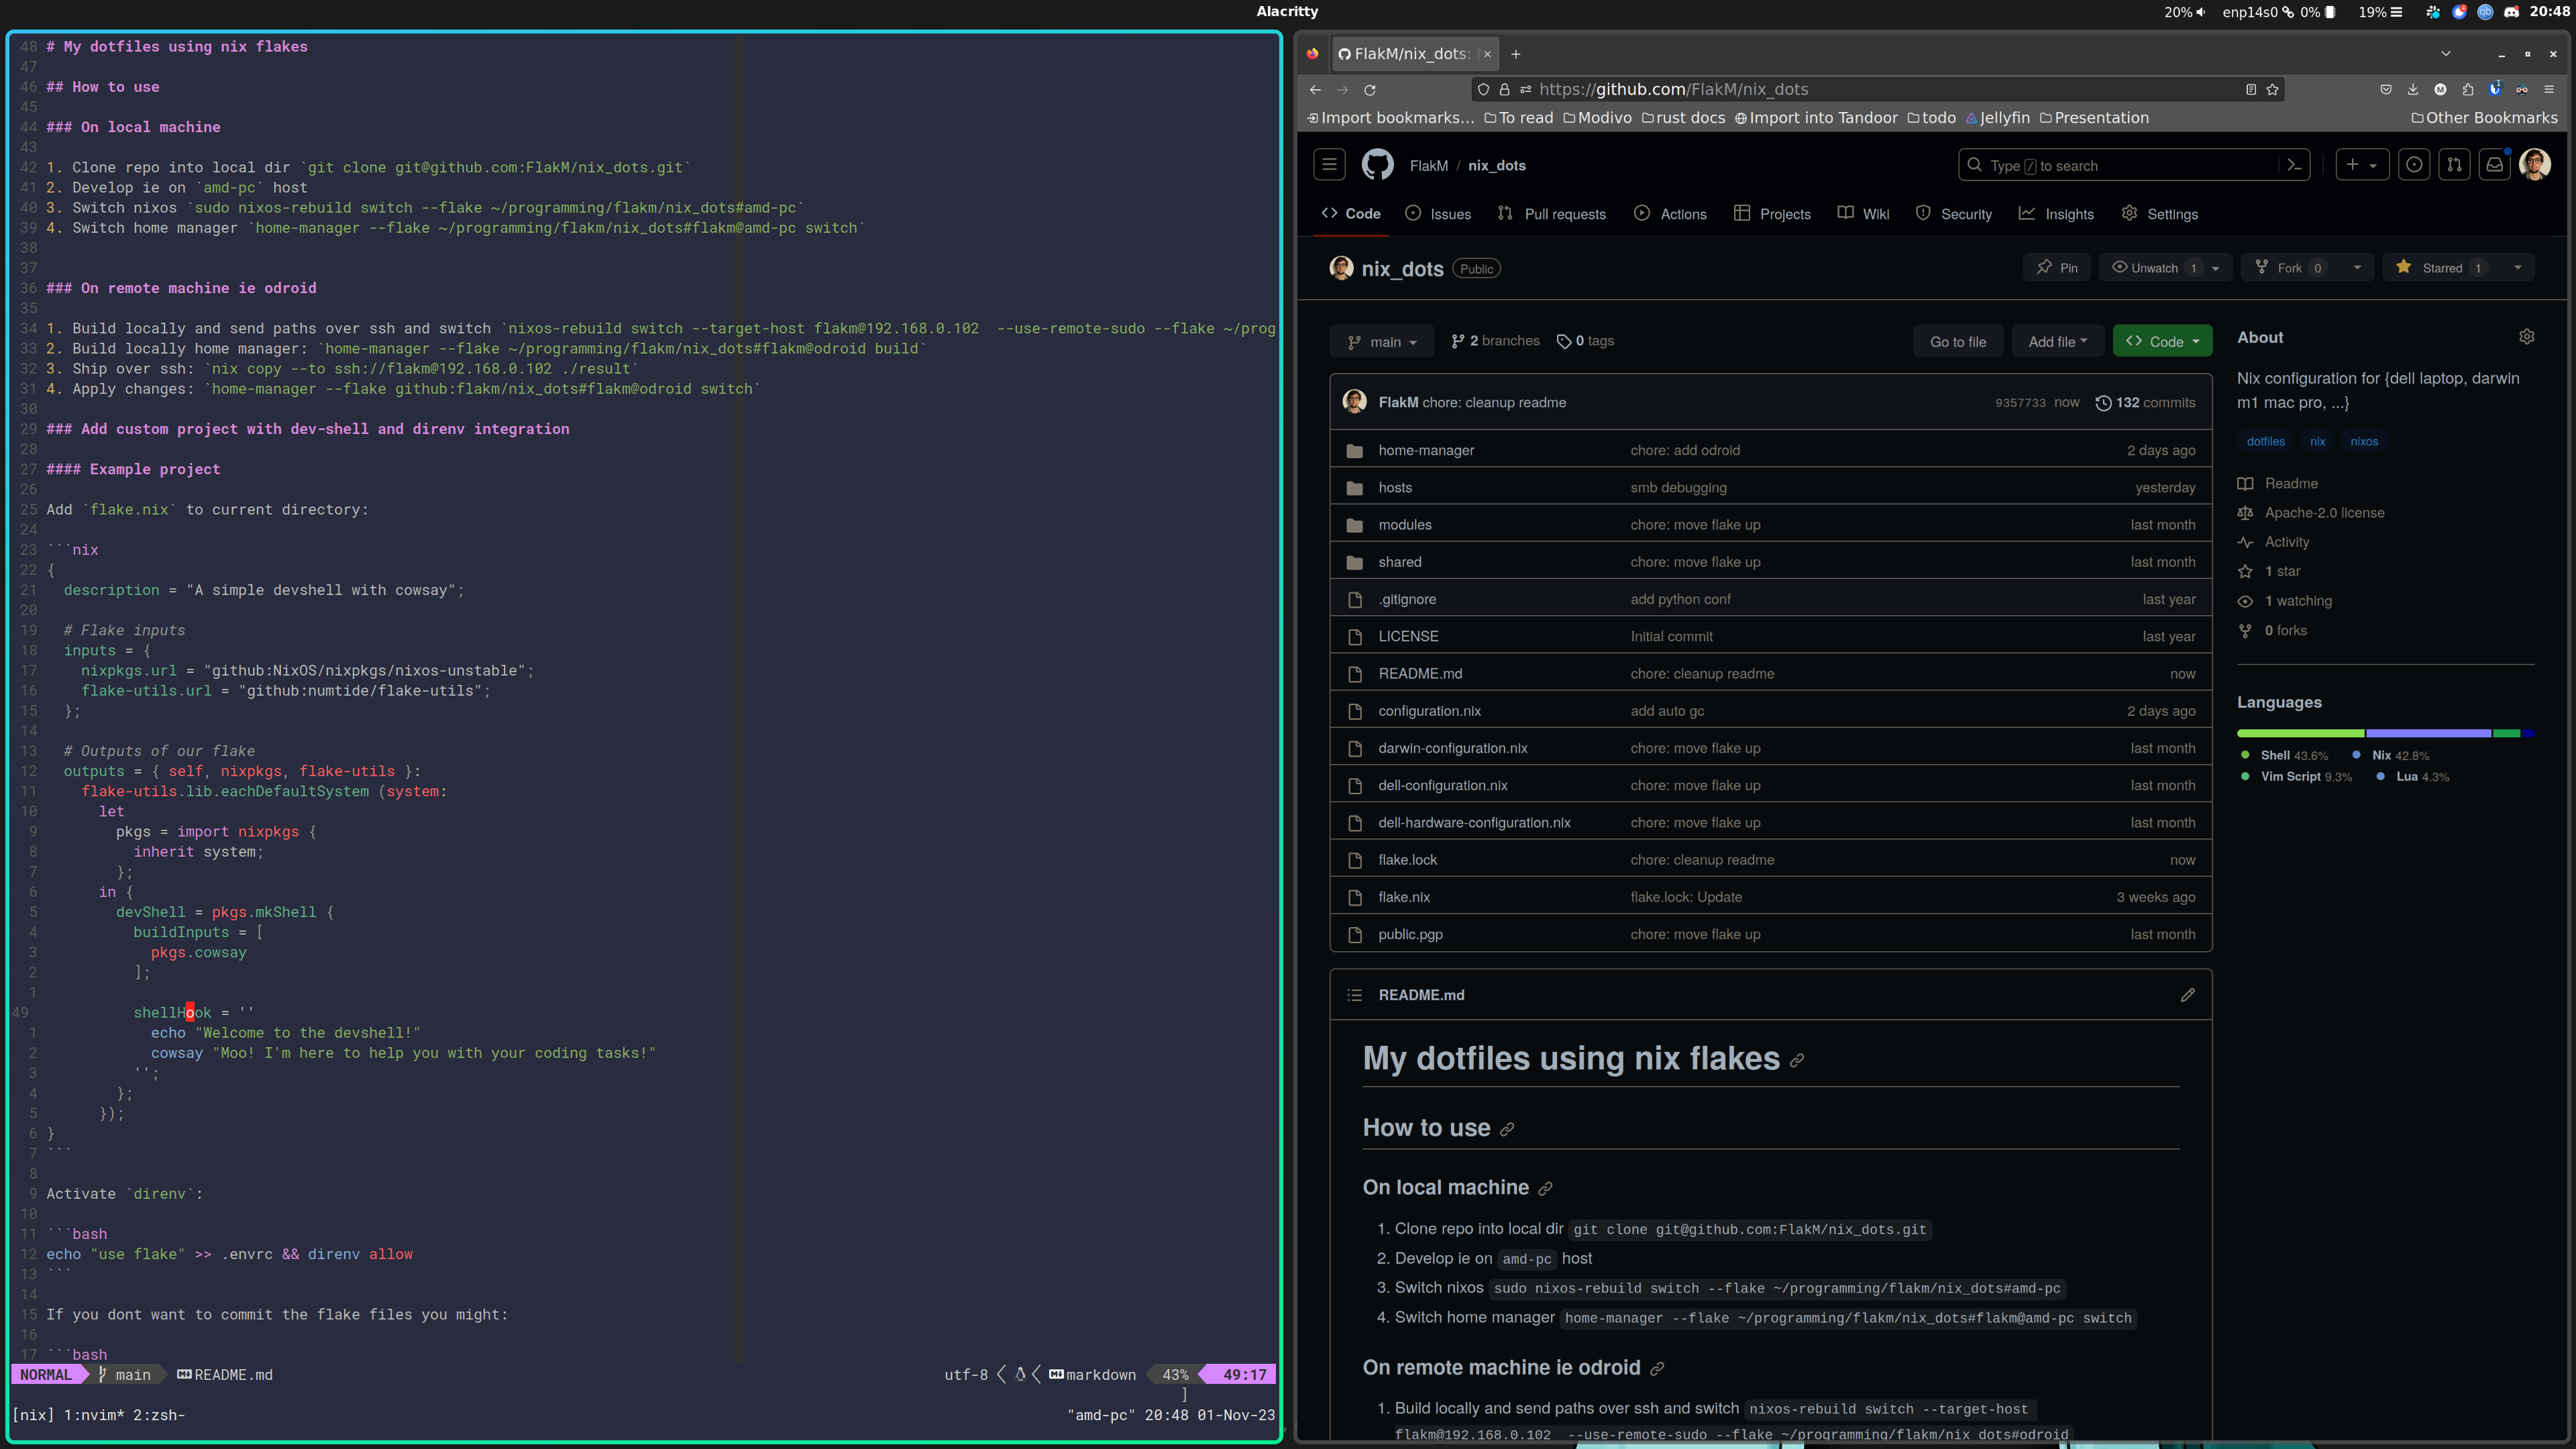 Alacritty
20% enp14s0 0% 19% 20:48
48 # My dotfiles using nix flakes
47
46 ## How to use
45
44 ### On local machine
43
42 1. Clone repo into local dir `git clone git@github.com:FlakM/nix_dots.git`
41 2. Develop ie on `amd-pc` host
40 3. Switch nixos `sudo nixos-rebuild switch --flake ~/programming/flakm/nix_dots#amd-pc`
39 4. Switch home manager `home-manager --flake ~/programming/flakm/nix_dots#flakm@amd-pc switch`
38
37
36 ### On remote machine ie odroid
35
34 1. Build locally and send paths over ssh and switch `nixos-rebuild switch --target-host flakm@192.168.0.102  --use-remote-sudo --flake ~/prog
33 2. Build locally home manager: `home-manager --flake ~/programming/flakm/nix_dots#flakm@odroid build`
32 3. Ship over ssh: `nix copy --to ssh://flakm@192.168.0.102 ./result`
31 4. Apply changes: `home-manager --flake github:flakm/nix_dots#flakm@odroid switch`
30
29 ### Add custom project with dev-shell and direnv integration
28
27 #### Example project
26
25 Add `flake.nix` to current directory:
24
23 ```nix
22 {
21   description = "A simple devshell with cowsay";
20
19   # Flake inputs
18   inputs = {
17     nixpkgs.url = "github:NixOS/nixpkgs/nixos-unstable";
16     flake-utils.url = "github:numtide/flake-utils";
15   };
14
13   # Outputs of our flake
12   outputs = { self, nixpkgs, flake-utils }:
11     flake-utils.lib.eachDefaultSystem (system:
10       let
9         pkgs = import nixpkgs {
8           inherit system;
7         };
6       in {
5         devShell = pkgs.mkShell {
4           buildInputs = [
3             pkgs.cowsay
2           ];
1
49           shellHook = ''
1             echo "Welcome to the devshell!"
2             cowsay "Moo! I'm here to help you with your coding tasks!"
3           '';
4         };
5       });
6 }
7 ```
8
9 Activate `direnv`:
10
11 ```bash
12 echo "use flake" >> .envrc && direnv allow
13 ```
14
15 If you dont want to commit the flake files you might:
16
17 ```bash
NORMAL main README.md utf-8 markdown 43% 49:17
]
[nix] 1:nvim* 2:zsh- "amd-pc" 20:48 01-Nov-23
FlakM/nix_dots:
https://github.com/FlakM/nix_dots
Import bookmarks... To read Modivo rust docs Import into Tandoor todo Jellyfin Presentation Other Bookmarks
FlakM / nix_dots Type / to search
Code Issues Pull requests Actions Projects Wiki Security Insights Settings
nix_dots Public Pin Unwatch 1 Fork 0 Starred 1
main 2 branches 0 tags Go to file Add file Code
FlakM chore: cleanup readme 9357733 now 132 commits
home-manager chore: add odroid 2 days ago
hosts smb debugging yesterday
modules chore: move flake up last month
shared chore: move flake up last month
.gitignore add python conf last year
LICENSE Initial commit last year
README.md chore: cleanup readme now
configuration.nix add auto gc 2 days ago
darwin-configuration.nix chore: move flake up last month
dell-configuration.nix chore: move flake up last month
dell-hardware-configuration.nix chore: move flake up last month
flake.lock chore: cleanup readme now
flake.nix flake.lock: Update 3 weeks ago
public.pgp chore: move flake up last month
README.md
My dotfiles using nix flakes
How to use
On local machine
1. Clone repo into local dir git clone git@github.com:FlakM/nix_dots.git
2. Develop ie on amd-pc host
3. Switch nixos sudo nixos-rebuild switch --flake ~/programming/flakm/nix_dots#amd-pc
4. Switch home manager home-manager --flake ~/programming/flakm/nix_dots#flakm@amd-pc switch
On remote machine ie odroid
1. Build locally and send paths over ssh and switch nixos-rebuild switch --target-host
flakm@192.168.0.102  --use-remote-sudo --flake ~/programming/flakm/nix_dots#odroid
About
Nix configuration for {dell laptop, darwin
m1 mac pro, ...}
dotfiles nix nixos
Readme
Apache-2.0 license
Activity
1 star
1 watching
0 forks
Languages
Shell 43.6% Nix 42.8%
Vim Script 9.3% Lua 4.3%